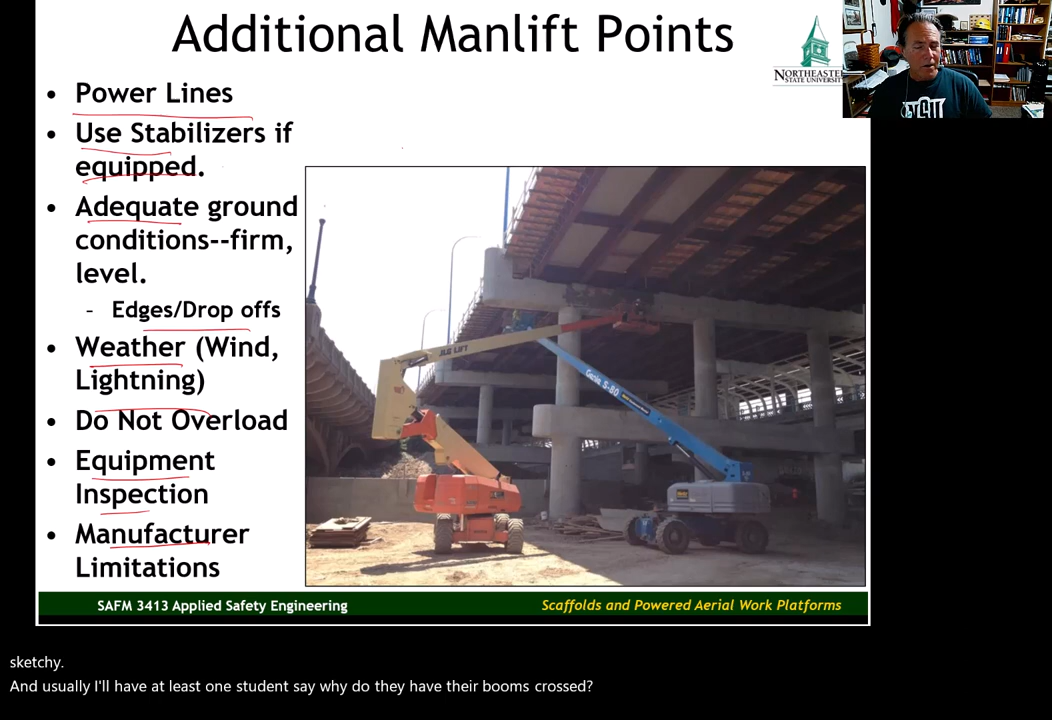 Additional Manlift Points
NORTHEASTE
STATE UNIVERSIT
• Power Lines
• Use Stabilizers if
equipped.
• Adequate ground
conditions--firm,
level.
– Edges/Drop offs
• Weather (Wind,
Lightning)
• Do Not Overload
• Equipment
Inspection
• Manufacturer
Limitations
JLG LIFT
Genie S-80
SAFM 3413 Applied Safety Engineering
Scaffolds and Powered Aerial Work Platforms
sketchy.
And usually I'll have at least one student say why do they have their booms crossed?